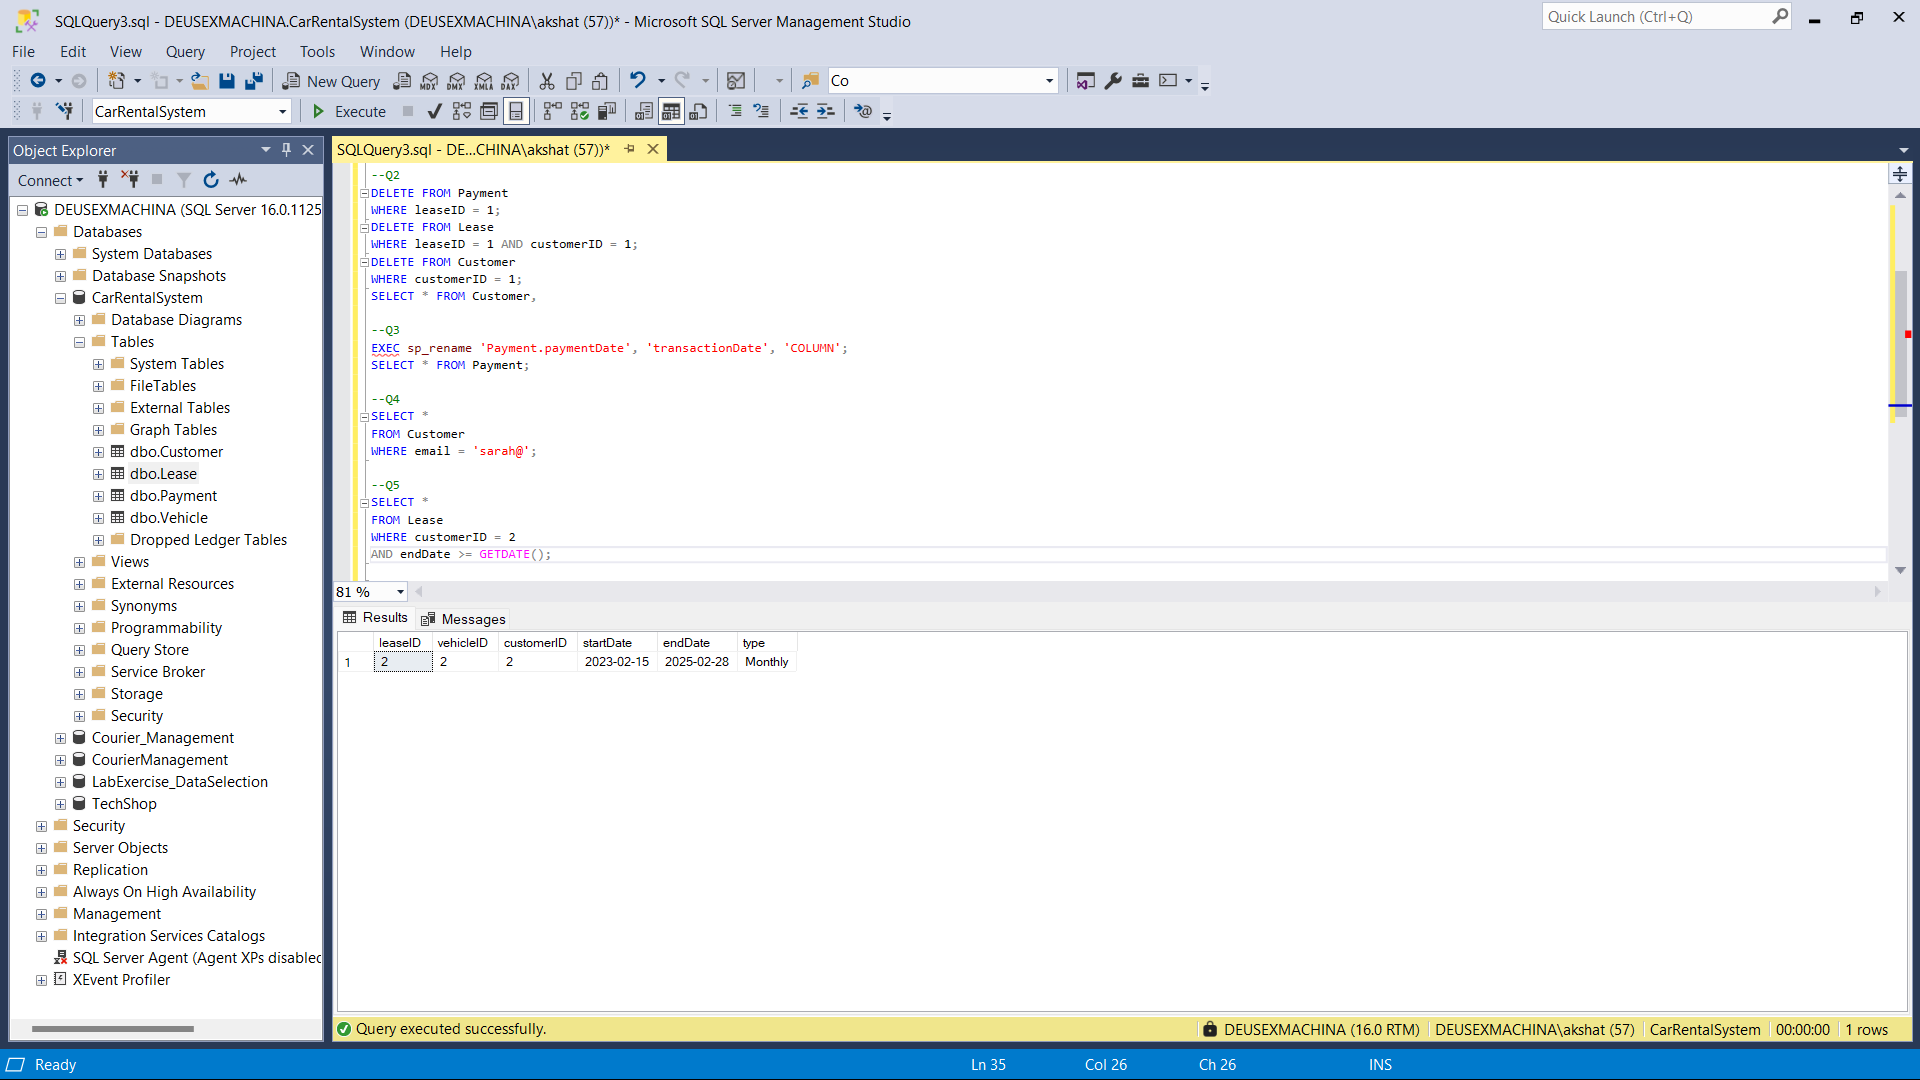 SQLQuery3.sql - DEUSEXMACHINA.CarRentalSystem (DEUSEXMACHINA\akshat (57))* - Microsoft SQL Server Management Studio
Quick Launch (Ctrl+Q)
File Edit View Query Project Tools Window Help
New Query MDX DMX XMLA DAX Co
CarRentalSystem Execute
Object Explorer
SQLQuery3.sql - DE...CHINA\akshat (57))*
Connect
DEUSEXMACHINA (SQL Server 16.0.1125
Databases
System Databases
Database Snapshots
CarRentalSystem
Database Diagrams
Tables
System Tables
FileTables
External Tables
Graph Tables
dbo.Customer
dbo.Lease
dbo.Payment
dbo.Vehicle
Dropped Ledger Tables
Views
External Resources
Synonyms
Programmability
Query Store
Service Broker
Storage
Security
Courier_Management
CourierManagement
LabExercise_DataSelection
TechShop
Security
Server Objects
Replication
Always On High Availability
Management
Integration Services Catalogs
SQL Server Agent (Agent XPs disabled
XEvent Profiler
--Q2
DELETE FROM Payment
WHERE leaseID = 1;
DELETE FROM Lease
WHERE leaseID = 1 AND customerID = 1;
DELETE FROM Customer
WHERE customerID = 1;
SELECT * FROM Customer,
--Q3
EXEC sp_rename 'Payment.paymentDate', 'transactionDate', 'COLUMN';
SELECT * FROM Payment;
--Q4
SELECT *
FROM Customer
WHERE email = 'sarah@';
--Q5
SELECT *
FROM Lease
WHERE customerID = 2
AND endDate >= GETDATE();
81 %
Results Messages
leaseID vehicleID customerID startDate endDate type
1 2 2 2 2023-02-15 2025-02-28 Monthly
Query executed successfully. DEUSEXMACHINA (16.0 RTM) DEUSEXMACHINA\akshat (57) CarRentalSystem 00:00:00 1 rows
Ready Ln 35 Col 26 Ch 26 INS